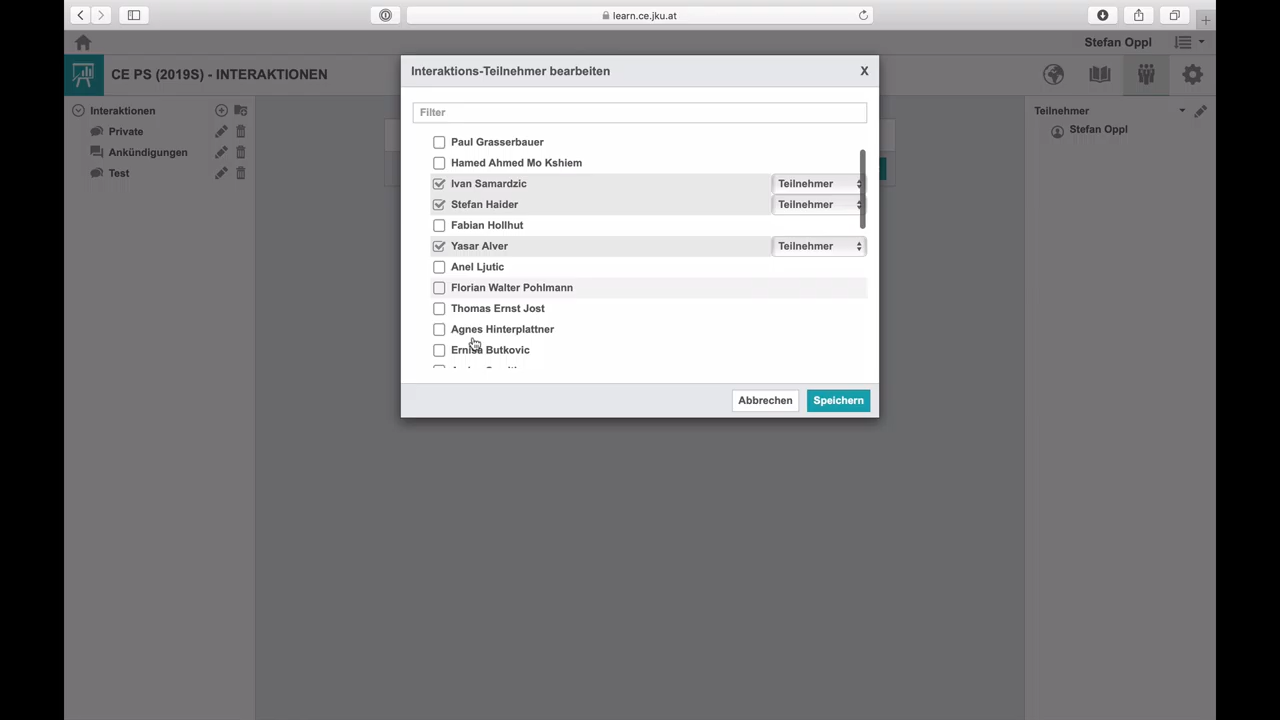 learn.ce.jku.at
Stefan Oppl
CE PS (2019S) - INTERAKTIONEN
Interaktionen
Private
Ankündigungen
Test
Interaktions-Teilnehmer bearbeiten
X
Filter
Paul Grasserbauer
Hamed Ahmed Mo Kshiem
Ivan Samardzic Teilnehmer
Stefan Haider Teilnehmer
Fabian Hollhut
Yasar Alver Teilnehmer
Anel Ljutic
Florian Walter Pohlmann
Thomas Ernst Jost
Agnes Hinterplattner
Ernisa Butkovic
Abbrechen Speichern
Teilnehmer
Stefan Oppl